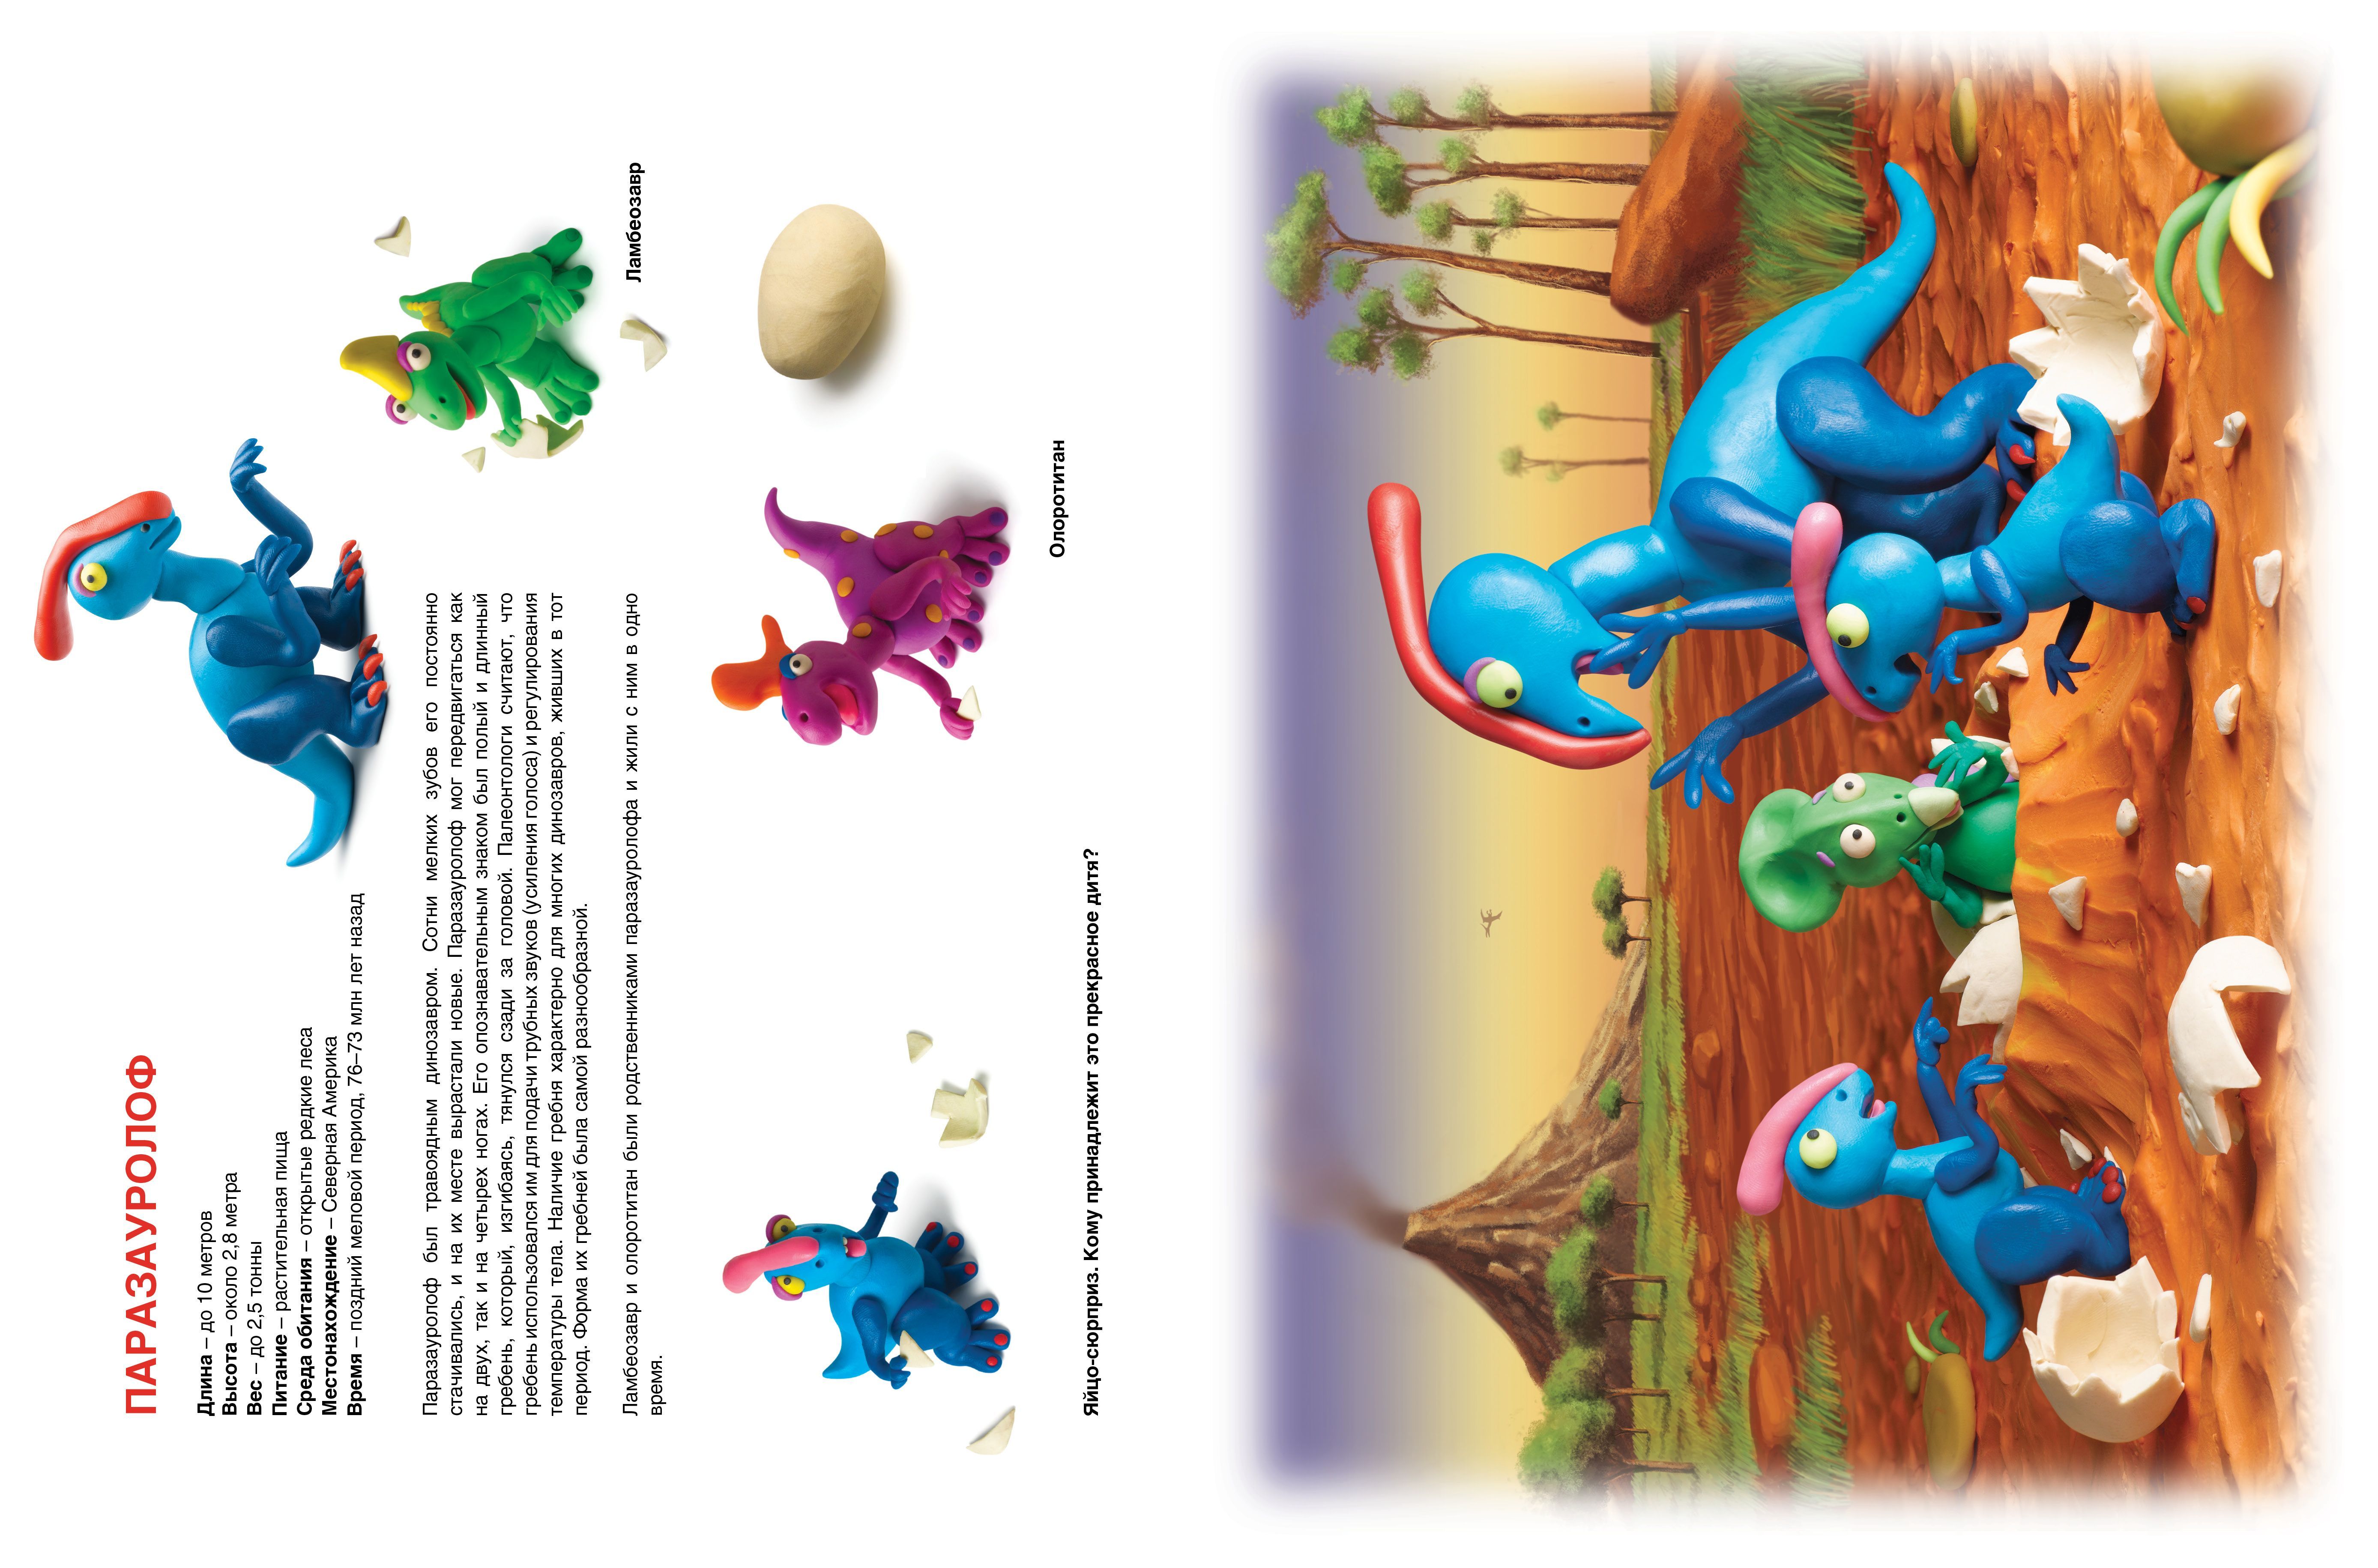 ПАРАЗАУРОЛОФ
Длина – до 10 метров
Высота – около 2,8 метра
Вес – до 2,5 тонны
Питание – растительная пища
Среда обитания – открытые редкие леса
Местонахождение – Северная Америка
Время – поздний меловой период, 76–73 млн лет назад
Паразауролоф был травоядным динозавром. Сотни мелких зубов его постоянно
стачивались, и на их месте вырастали новые. Паразауролоф мог передвигаться как
на двух, так и на четырех ногах. Его опознавательным знаком был полый и длинный
гребень, который, изгибаясь, тянулся сзади за головой. Палеонтологи считают, что
гребень использовался им для подачи трубных звуков (усиления голоса) и регулирования
температуры тела. Наличие гребня характерно для многих динозавров, живших в тот
период. Форма их гребней была самой разнообразной.
Ламбеозавр
Ламбеозавр и олоротитан были родственниками паразауролофа и жили с ним в одно
время.
Олоротитан
Яйцо-сюрприз. Кому принадлежит это прекрасное дитя?